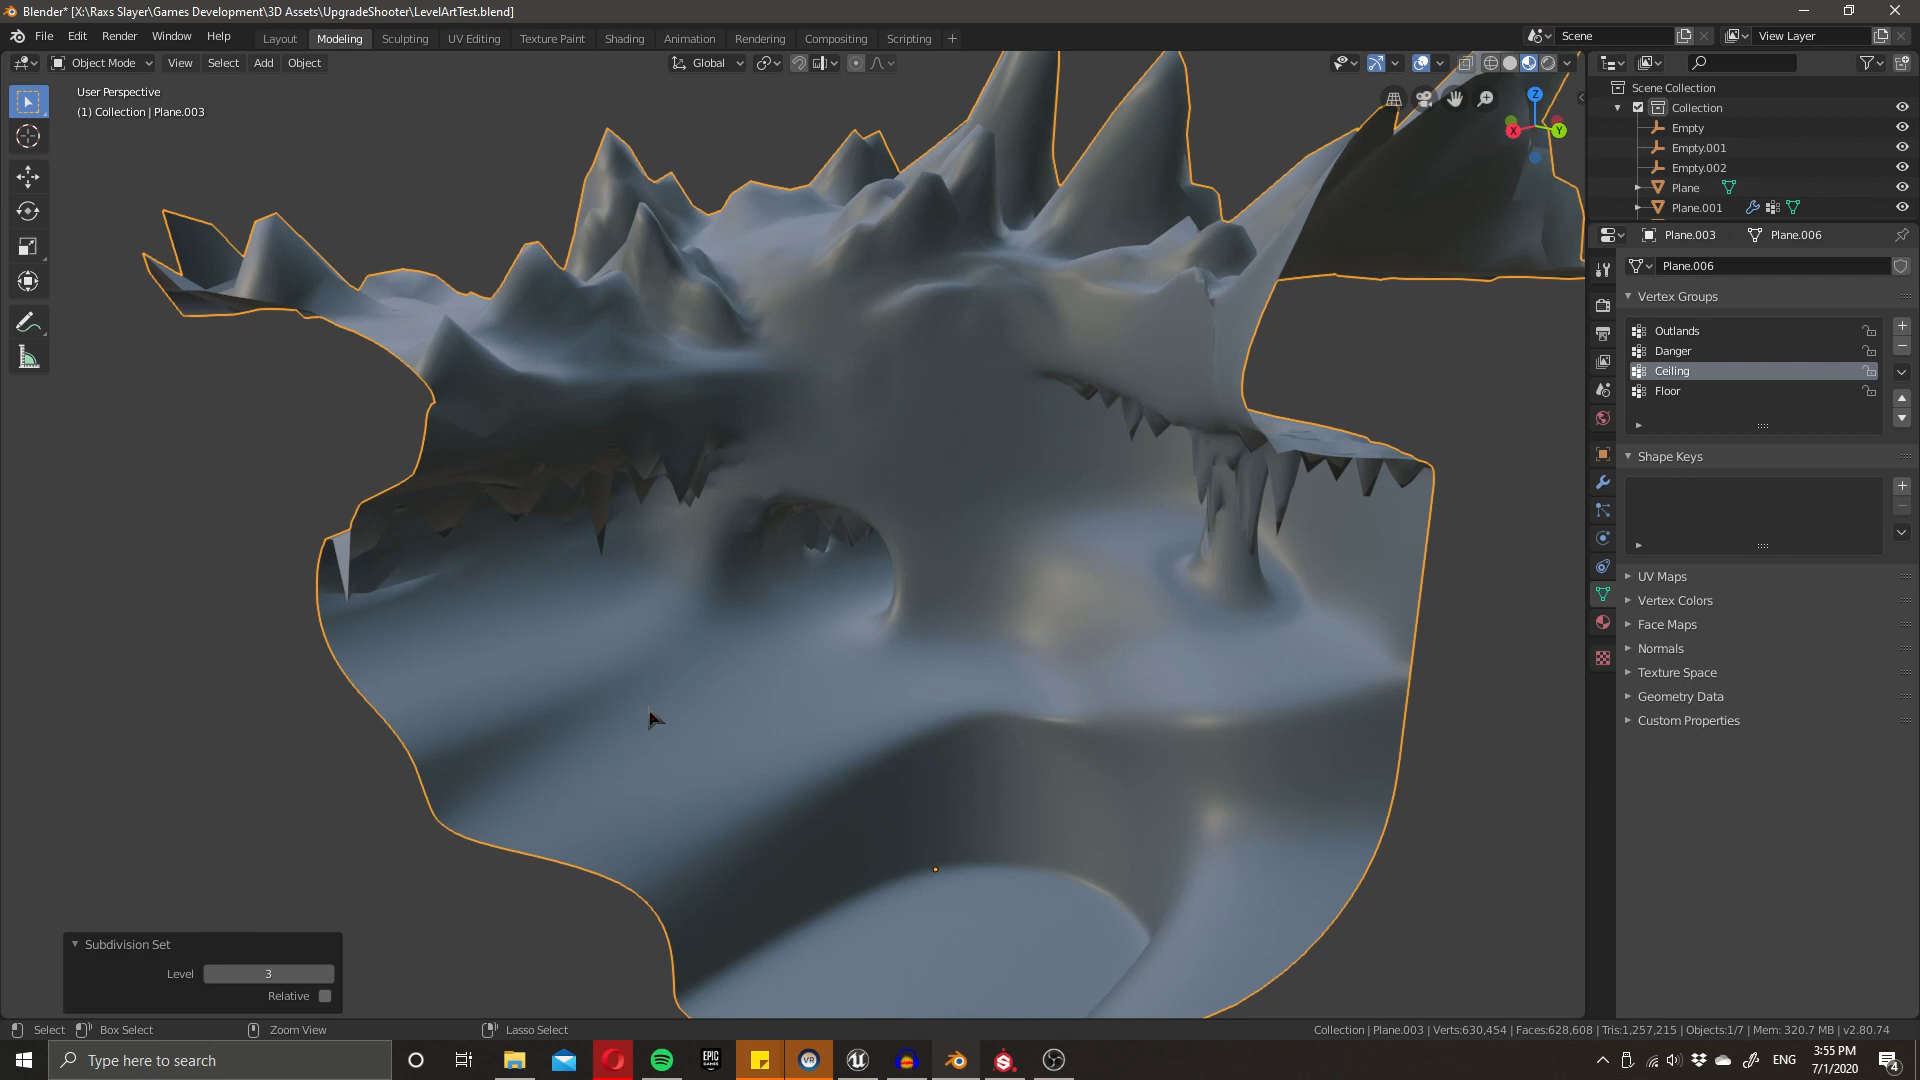 Blender* [X:\Raxs Slayer\Games Development\3D Assets\UpgradeShooter\LevelArtTest.blend]
File Edit Render Window Help Layout Modeling Sculpting UV Editing Texture Paint Shading Animation Rendering Compositing Scripting + Scene View Layer
Object Mode View Select Add Object Global
User Perspective
(1) Collection | Plane.003
Z
X
Y
Scene Collection
Collection
Empty
Empty.001
Empty.002
Plane
Plane.001
Plane.003 Plane.006
Plane.006
Vertex Groups
Outlands
Danger
Ceiling
Floor
Shape Keys
UV Maps
Vertex Colors
Face Maps
Normals
Texture Space
Geometry Data
Custom Properties
Subdivision Set
Level 3
Relative
Select Box Select Zoom View Lasso Select Collection | Plane.003 | Verts:630,454 | Faces:628,608 | Tris:1,257,215 | Objects:1/7 | Mem: 320.7 MB | v2.80.74
Type here to search
EPIC GAMES
VR
ENG
3:55 PM
7/1/2020
4